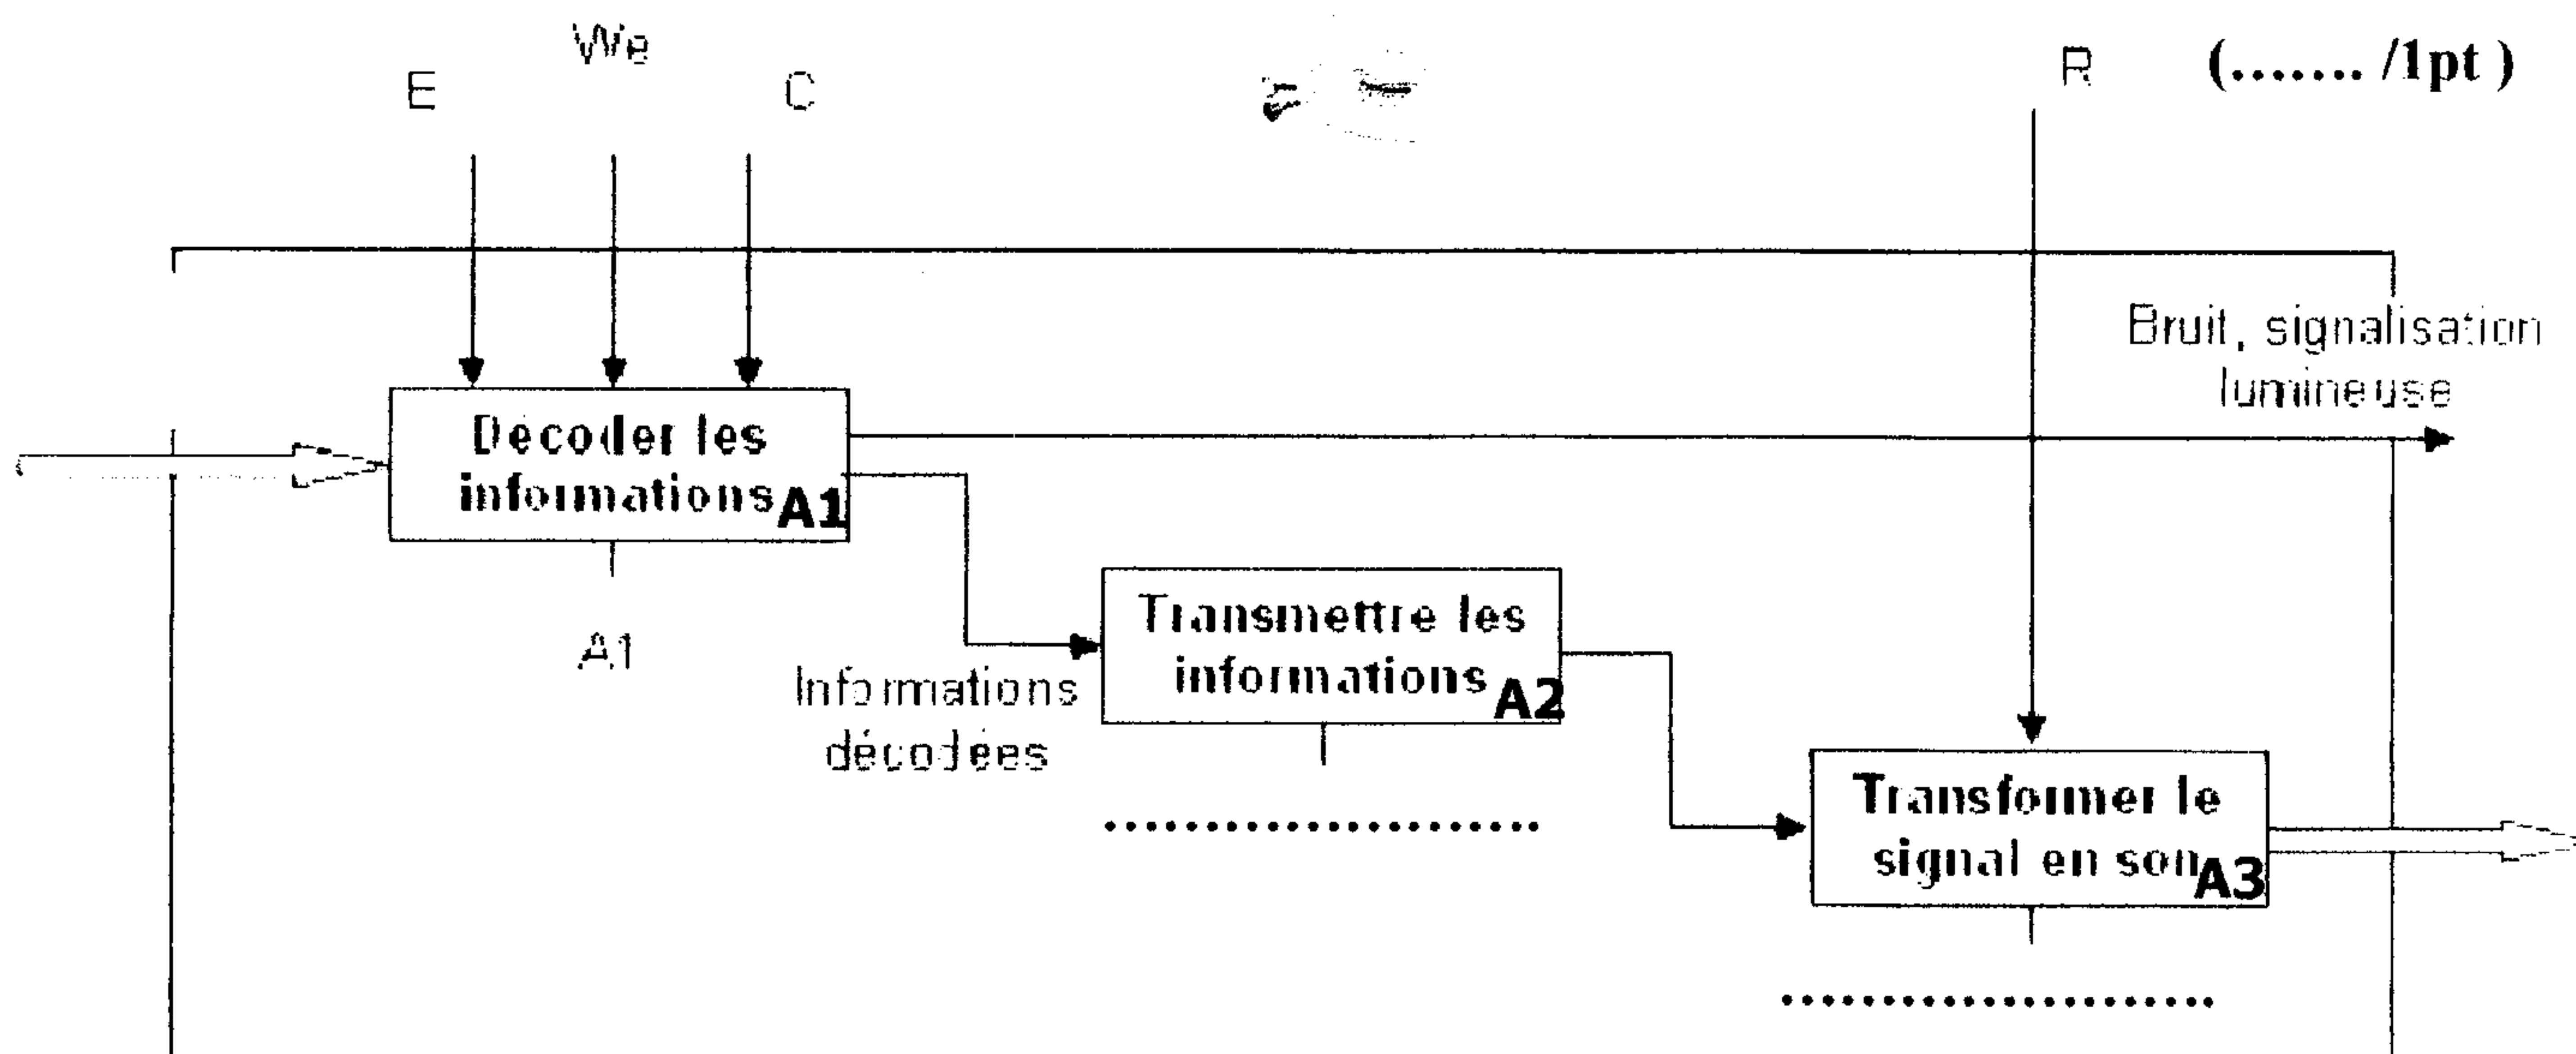 We
E
C
R
(....... /1pt )
Bruit, signalisation
lumineuse
Décoder les
informations A1
A1
Transmettre les
informations A2
Informations
décodées
......................
Transformer le
signal en son A3
......................